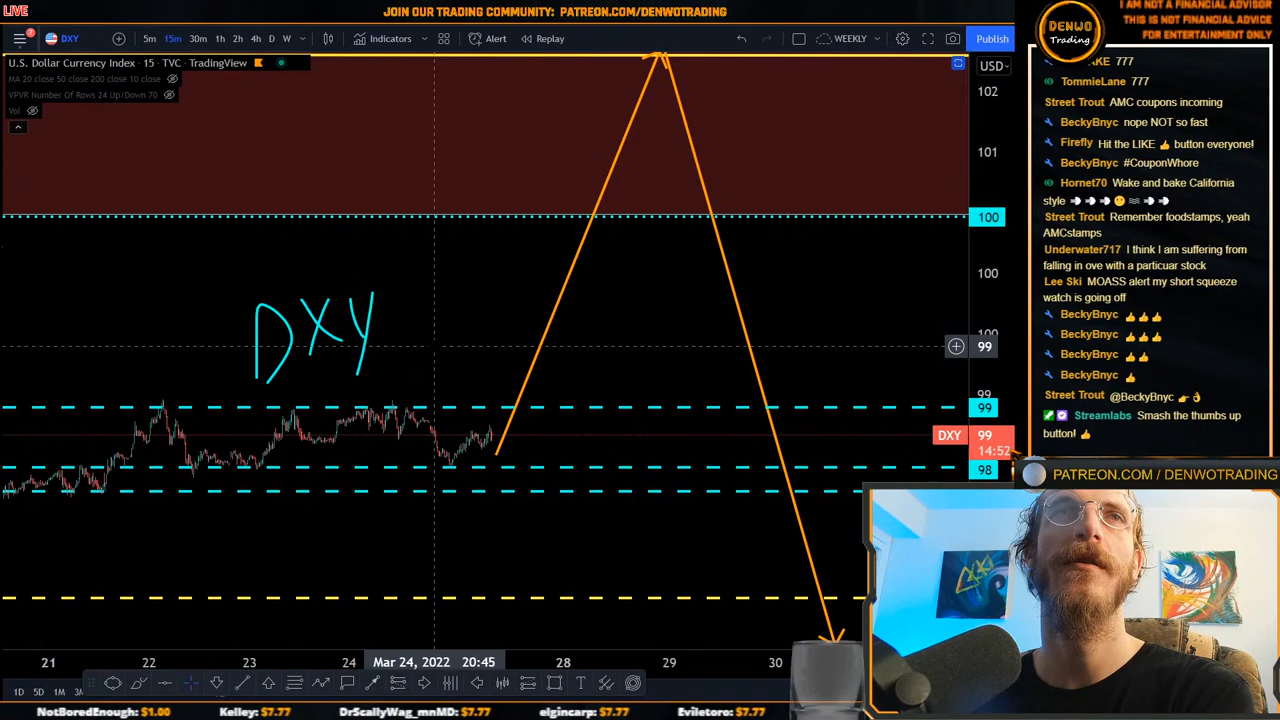 LIVE
JOIN OUR TRADING COMMUNITY: PATREON.COM/DENWOTRADING
I AM NOT A FINANCIAL ADVISOR
THIS IS NOT FINANCIAL ADVICE
FOR ENTERTAINMENT ONLY
DENWO
Trading
7
DXY
5m 15m 30m 1h 2h 4h D W
Indicators
Alert
Replay
WEEKLY
Publish
U.S. Dollar Currency Index · 15 · TVC · TradingView
MA 20 close 50 close 200 close 10 close
VPVR Number Of Rows 24 Up/Down 70
Vol
USD
102
101
100
100
100
99
99
99
DXY 99
14:52
98
DXY
21 22 23 24 Mar 24, 2022 20:45 28 29 30
1D 5D 1M 3M
777
TommieLane 777
Street Trout AMC coupons incoming
BeckyBnyc nope NOT so fast
Firefly Hit the LIKE 👍 button everyone!
BeckyBnyc #CouponWhore
Hornet70 Wake and bake California
style
Street Trout Remember foodstamps, yeah
AMCstamps
Underwater717 I think I am suffering from
falling in ove with a particuar stock
Lee Ski MOASS alert my short squeeze
watch is going off
BeckyBnyc 👍👍👍
BeckyBnyc 👍👍👍
BeckyBnyc 👍👍
BeckyBnyc 👍
Street Trout @BeckyBnyc 👉👌
Streamlabs Smash the thumbs up
button! 👍
PATREON.COM / DENWOTRADING
NotBoredEnough: $1.00 Kelley: $7.77 DrScallyWag_mnMD: $7.77 elgincarp: $7.77 Eviletoro: $7.77